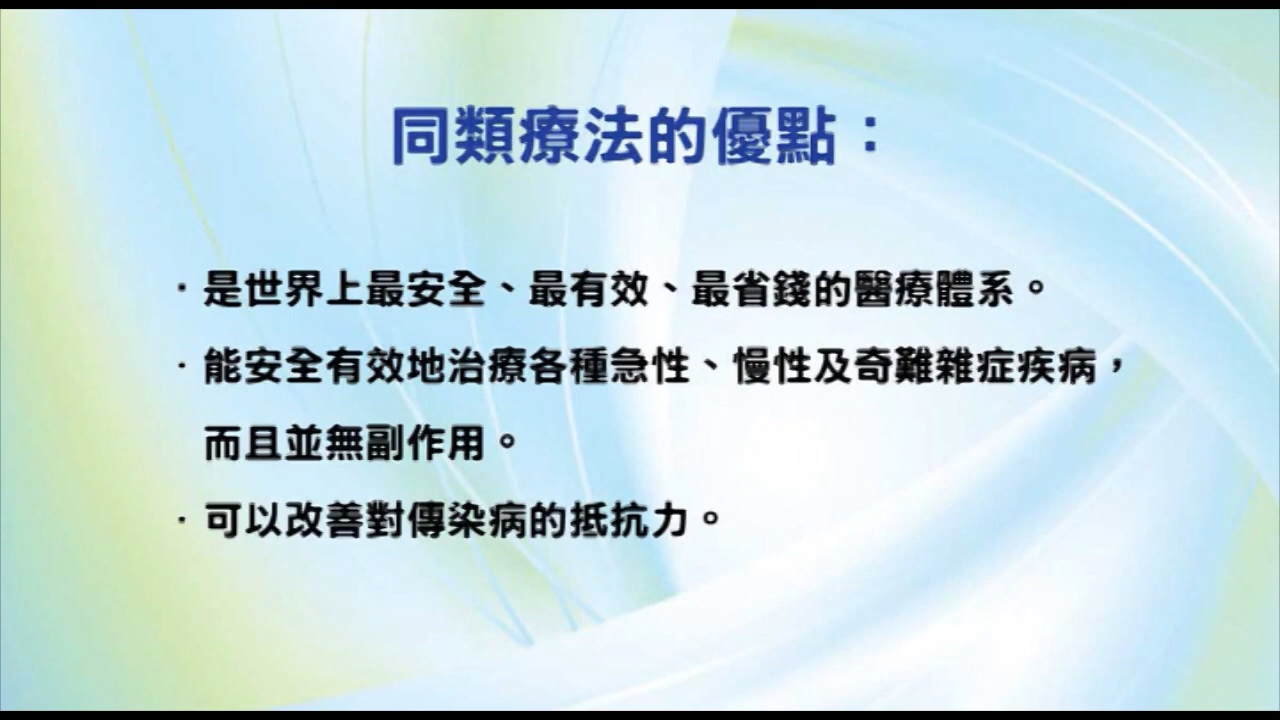 同類療法的優點：
·是世界上最安全、最有效、最省錢的醫療體系。
·能安全有效地治療各種急性、慢性及奇難雜症疾病，
而且並無副作用。
·可以改善對傳染病的抵抗力。